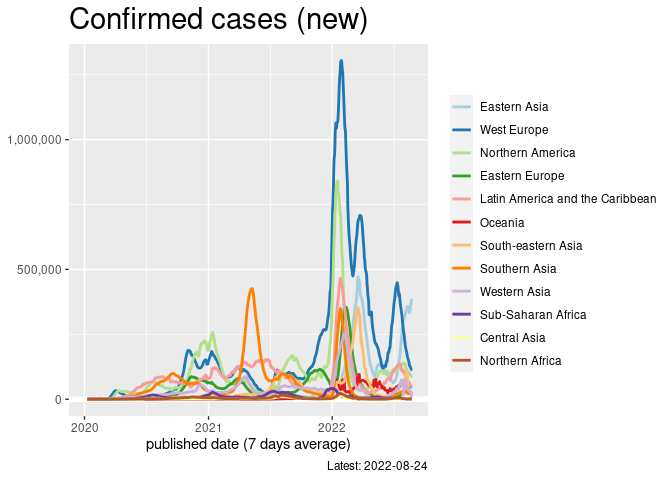 Confirmed cases (new)
1,000,000
500,000
0
2020
2021
2022
published date (7 days average)
Latest: 2022-08-24
Eastern Asia
West Europe
Northern America
Eastern Europe
Latin America and the Caribbean
Oceania
South-eastern Asia
Southern Asia
Western Asia
Sub-Saharan Africa
Central Asia
Northern Africa